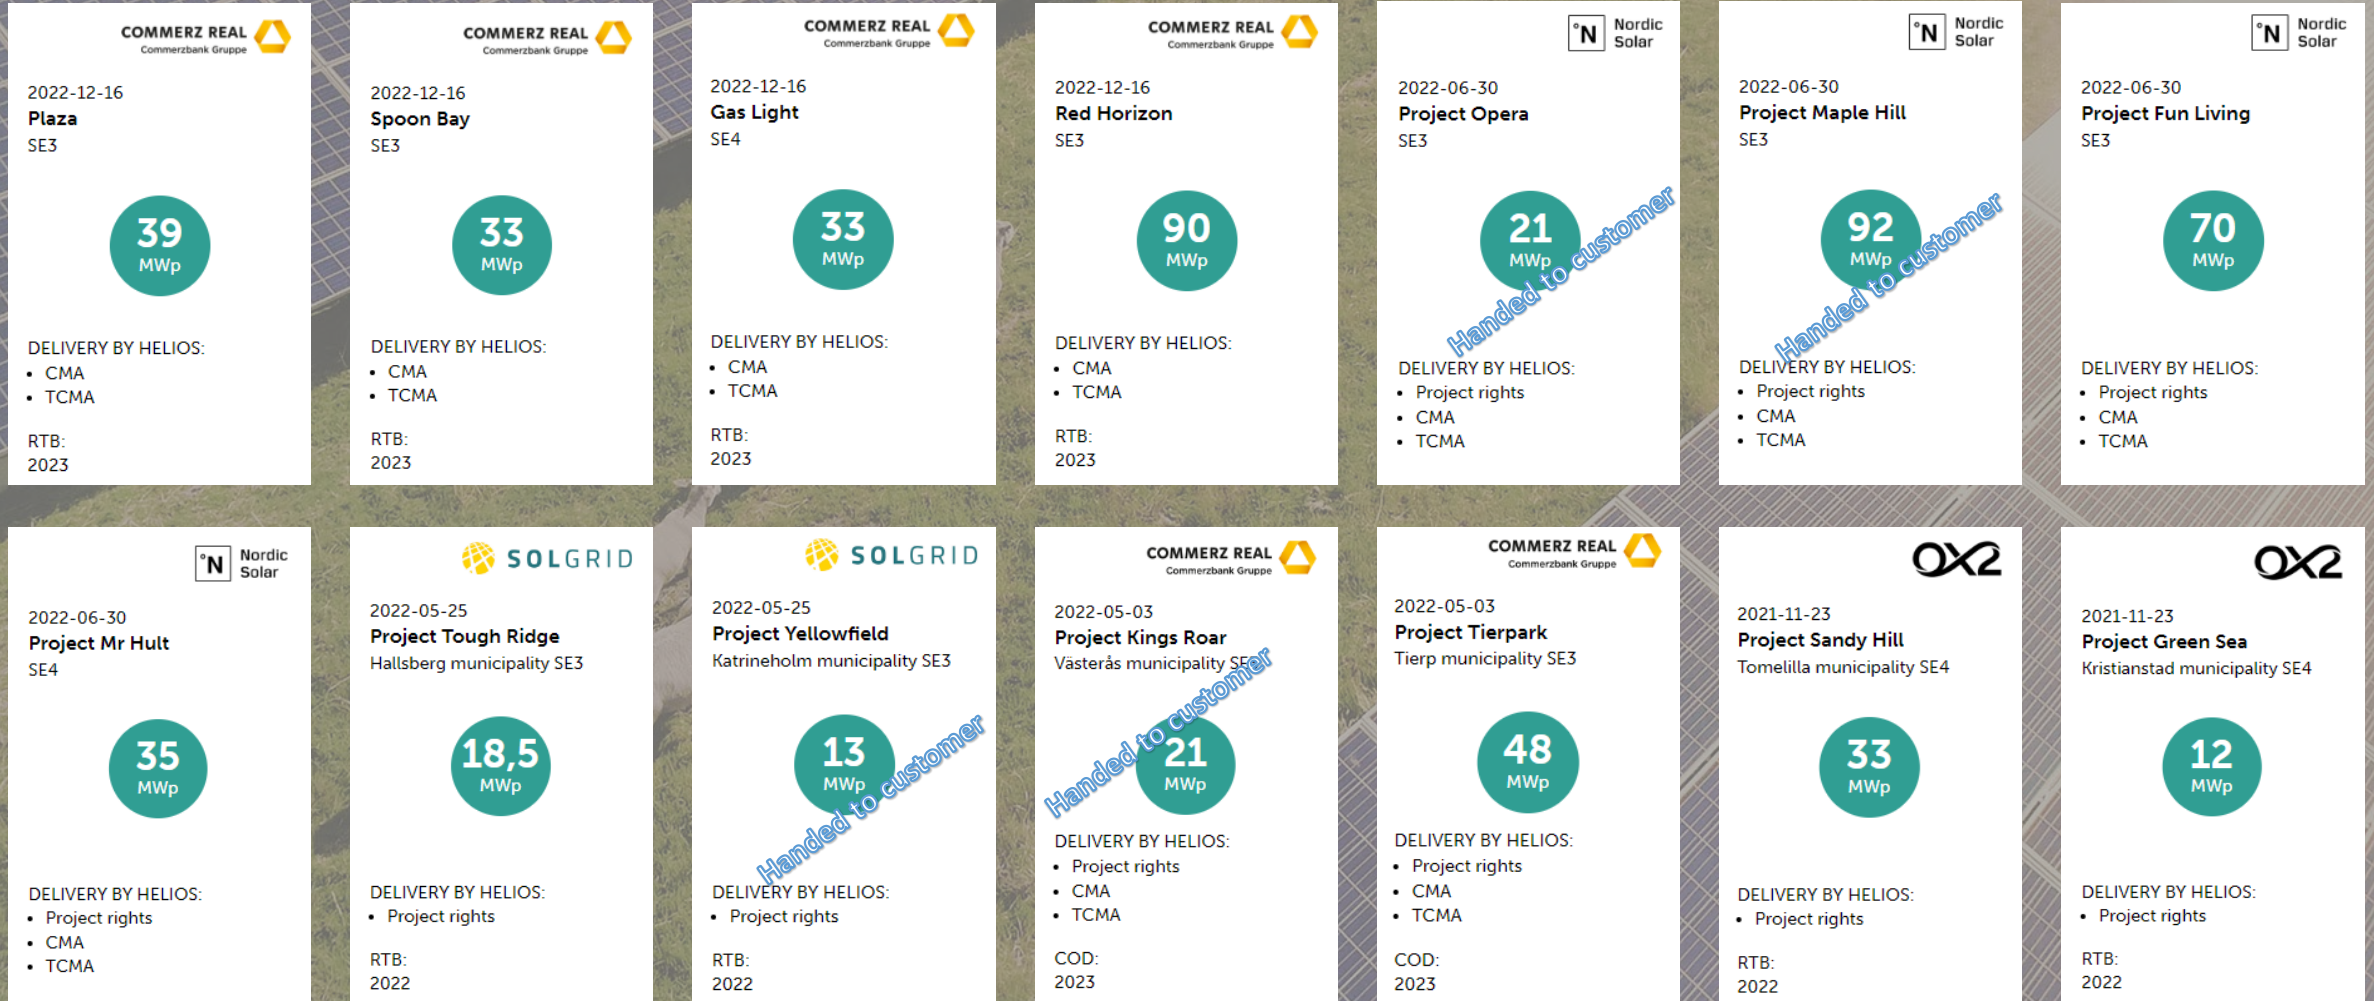 COMMERZ REAL
Commerzbank Gruppe
2022-12-16
Plaza
SE3
39
MWp
DELIVERY BY HELIOS:
• CMA
• TCMA
RTB:
2023
COMMERZ REAL
Commerzbank Gruppe
2022-12-16
Spoon Bay
SE3
33
MWp
DELIVERY BY HELIOS:
• CMA
• TCMA
RTB:
2023
COMMERZ REAL
Commerzbank Gruppe
2022-12-16
Gas Light
SE4
33
MWp
DELIVERY BY HELIOS:
• CMA
• TCMA
RTB:
2023
COMMERZ REAL
Commerzbank Gruppe
2022-12-16
Red Horizon
SE3
90
MWp
DELIVERY BY HELIOS:
• CMA
• TCMA
RTB:
2023
°N Nordic
Solar
2022-06-30
Project Opera
SE3
21
MWp
Handed to customer
DELIVERY BY HELIOS:
• Project rights
• CMA
• TCMA
°N Nordic
Solar
2022-06-30
Project Maple Hill
SE3
92
MWp
Handed to customer
DELIVERY BY HELIOS:
• Project rights
• CMA
• TCMA
°N Nordic
Solar
2022-06-30
Project Fun Living
SE3
70
MWp
DELIVERY BY HELIOS:
• Project rights
• CMA
• TCMA
°N Nordic
Solar
2022-06-30
Project Mr Hult
SE4
35
MWp
DELIVERY BY HELIOS:
• Project rights
• CMA
• TCMA
SOLGRID
2022-05-25
Project Tough Ridge
Hallsberg municipality SE3
18,5
MWp
DELIVERY BY HELIOS:
• Project rights
RTB:
2022
SOLGRID
2022-05-25
Project Yellowfield
Katrineholm municipality SE3
13
MWp
Handed to customer
DELIVERY BY HELIOS:
• Project rights
RTB:
2022
COMMERZ REAL
Commerzbank Gruppe
2022-05-03
Project Kings Roar
Västerås municipality
21
MWp
Handed to customer
DELIVERY BY HELIOS:
• Project rights
• CMA
• TCMA
COD:
2023
COMMERZ REAL
Commerzbank Gruppe
2022-05-03
Project Tierpark
Tierp municipality SE3
48
MWp
DELIVERY BY HELIOS:
• Project rights
• CMA
• TCMA
COD:
2023
OX2
2021-11-23
Project Sandy Hill
Tomelilla municipality SE4
33
MWp
DELIVERY BY HELIOS:
• Project rights
RTB:
2022
OX2
2021-11-23
Project Green Sea
Kristianstad municipality SE4
12
MWp
DELIVERY BY HELIOS:
• Project rights
RTB:
2022